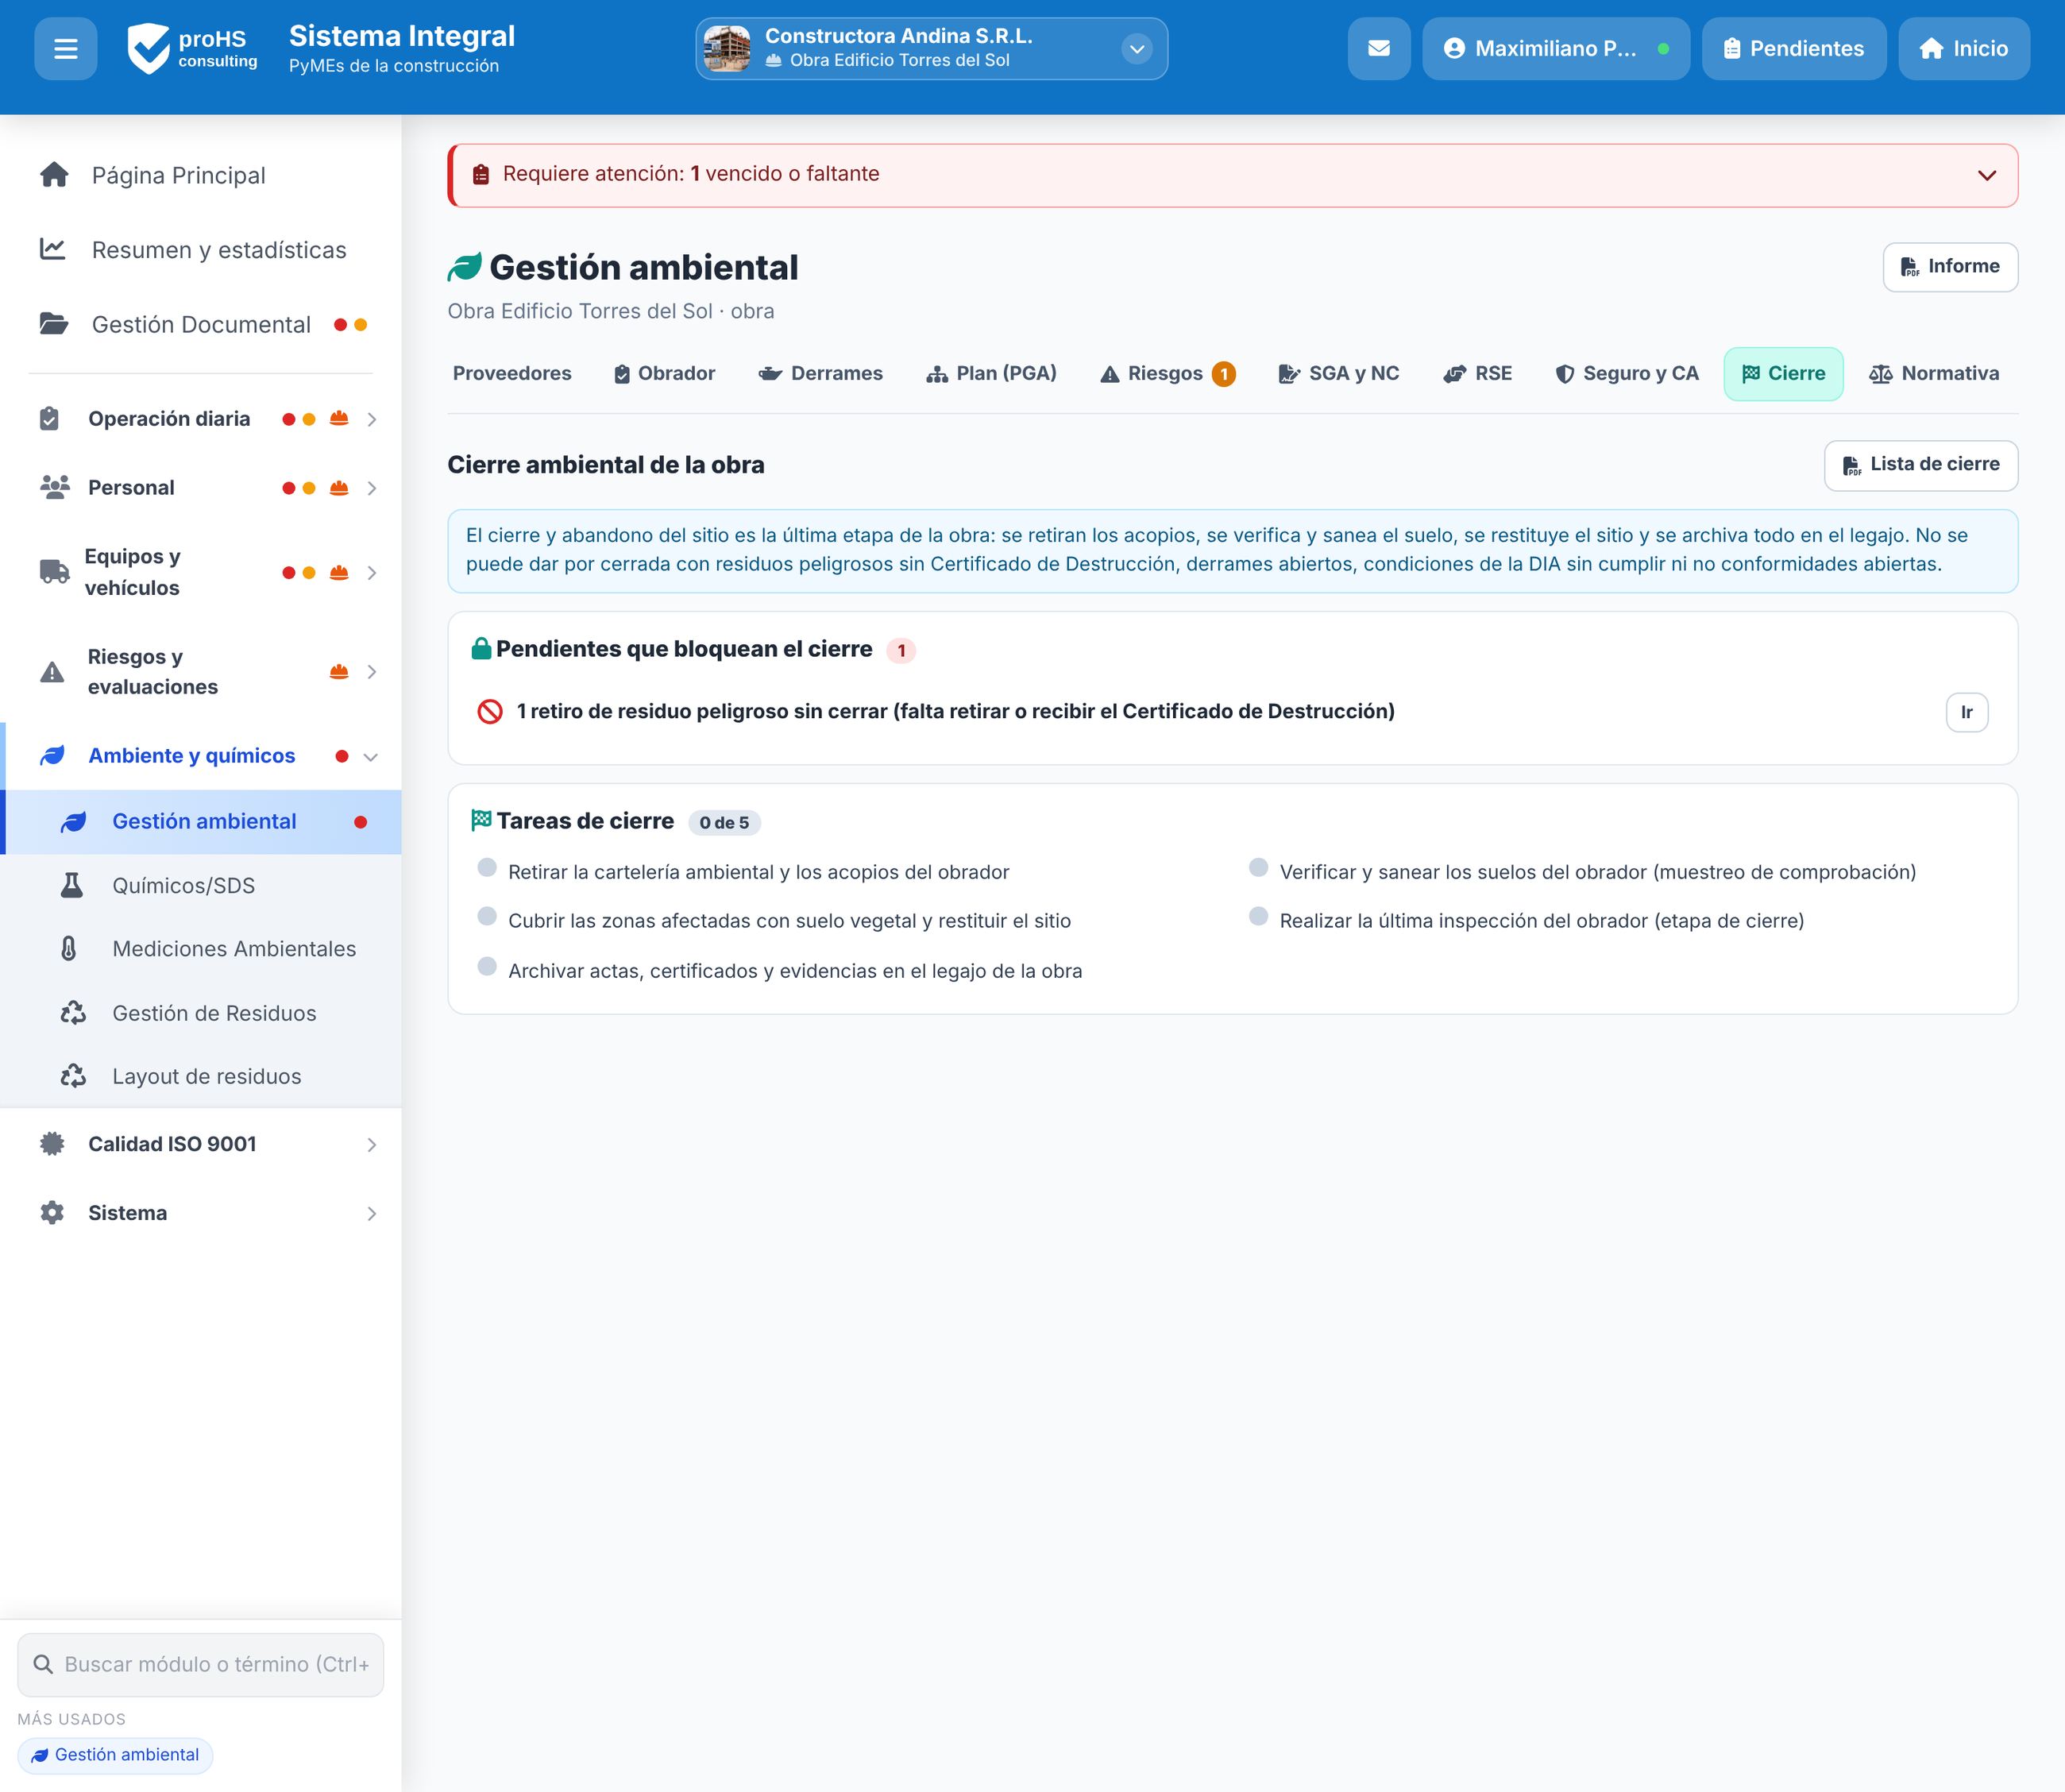 proHS
consulting
Sistema Integral
PyMEs de la construcción
Constructora Andina S.R.L.
Obra Edificio Torres del Sol
Maximiliano P...
Pendientes
Inicio
Página Principal
Resumen y estadísticas
Gestión Documental
Operación diaria
Personal
Equipos y
vehículos
Riesgos y
evaluaciones
Ambiente y químicos
Gestión ambiental
Químicos/SDS
Mediciones Ambientales
Gestión de Residuos
Layout de residuos
Calidad ISO 9001
Sistema
Buscar módulo o término (Ctrl+
MÁS USADOS
Gestión ambiental
Requiere atención: 1 vencido o faltante
Gestión ambiental
PDF Informe
Obra Edificio Torres del Sol · obra
Proveedores
Obrador
Derrames
Plan (PGA)
Riesgos 1
SGA y NC
RSE
Seguro y CA
Cierre
Normativa
Cierre ambiental de la obra
PDF Lista de cierre
El cierre y abandono del sitio es la última etapa de la obra: se retiran los acopios, se verifica y sanea el suelo, se restituye el sitio y se archiva todo en el legajo. No se
puede dar por cerrada con residuos peligrosos sin Certificado de Destrucción, derrames abiertos, condiciones de la DIA sin cumplir ni no conformidades abiertas.
Pendientes que bloquean el cierre 1
1 retiro de residuo peligroso sin cerrar (falta retirar o recibir el Certificado de Destrucción)
Ir
Tareas de cierre 0 de 5
Retirar la cartelería ambiental y los acopios del obrador
Verificar y sanear los suelos del obrador (muestreo de comprobación)
Cubrir las zonas afectadas con suelo vegetal y restituir el sitio
Realizar la última inspección del obrador (etapa de cierre)
Archivar actas, certificados y evidencias en el legajo de la obra